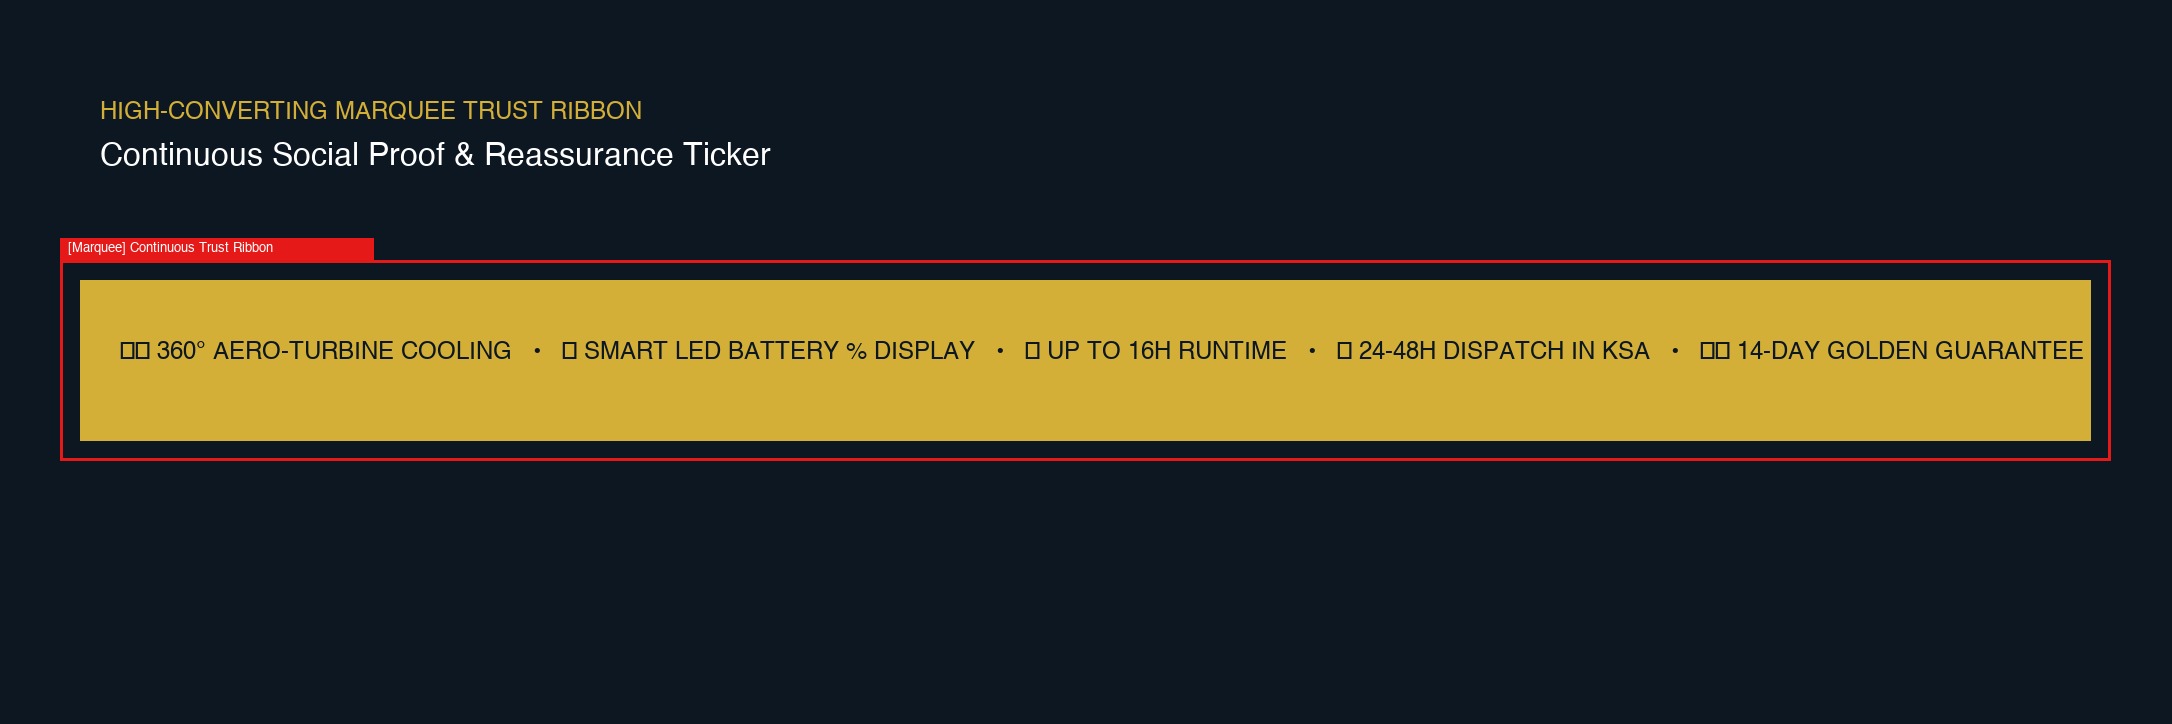 HIGH-CONVERTING MARQUEE TRUST RIBBON
Continuous Social Proof & Reassurance Ticker
[Marquee] Continuous Trust Ribbon
□□ 360° AERO-TURBINE COOLING • □ SMART LED BATTERY % DISPLAY • □ UP TO 16H RUNTIME • □ 24-48H DISPATCH IN KSA • □□ 14-DAY GOLDEN GUARANTEE